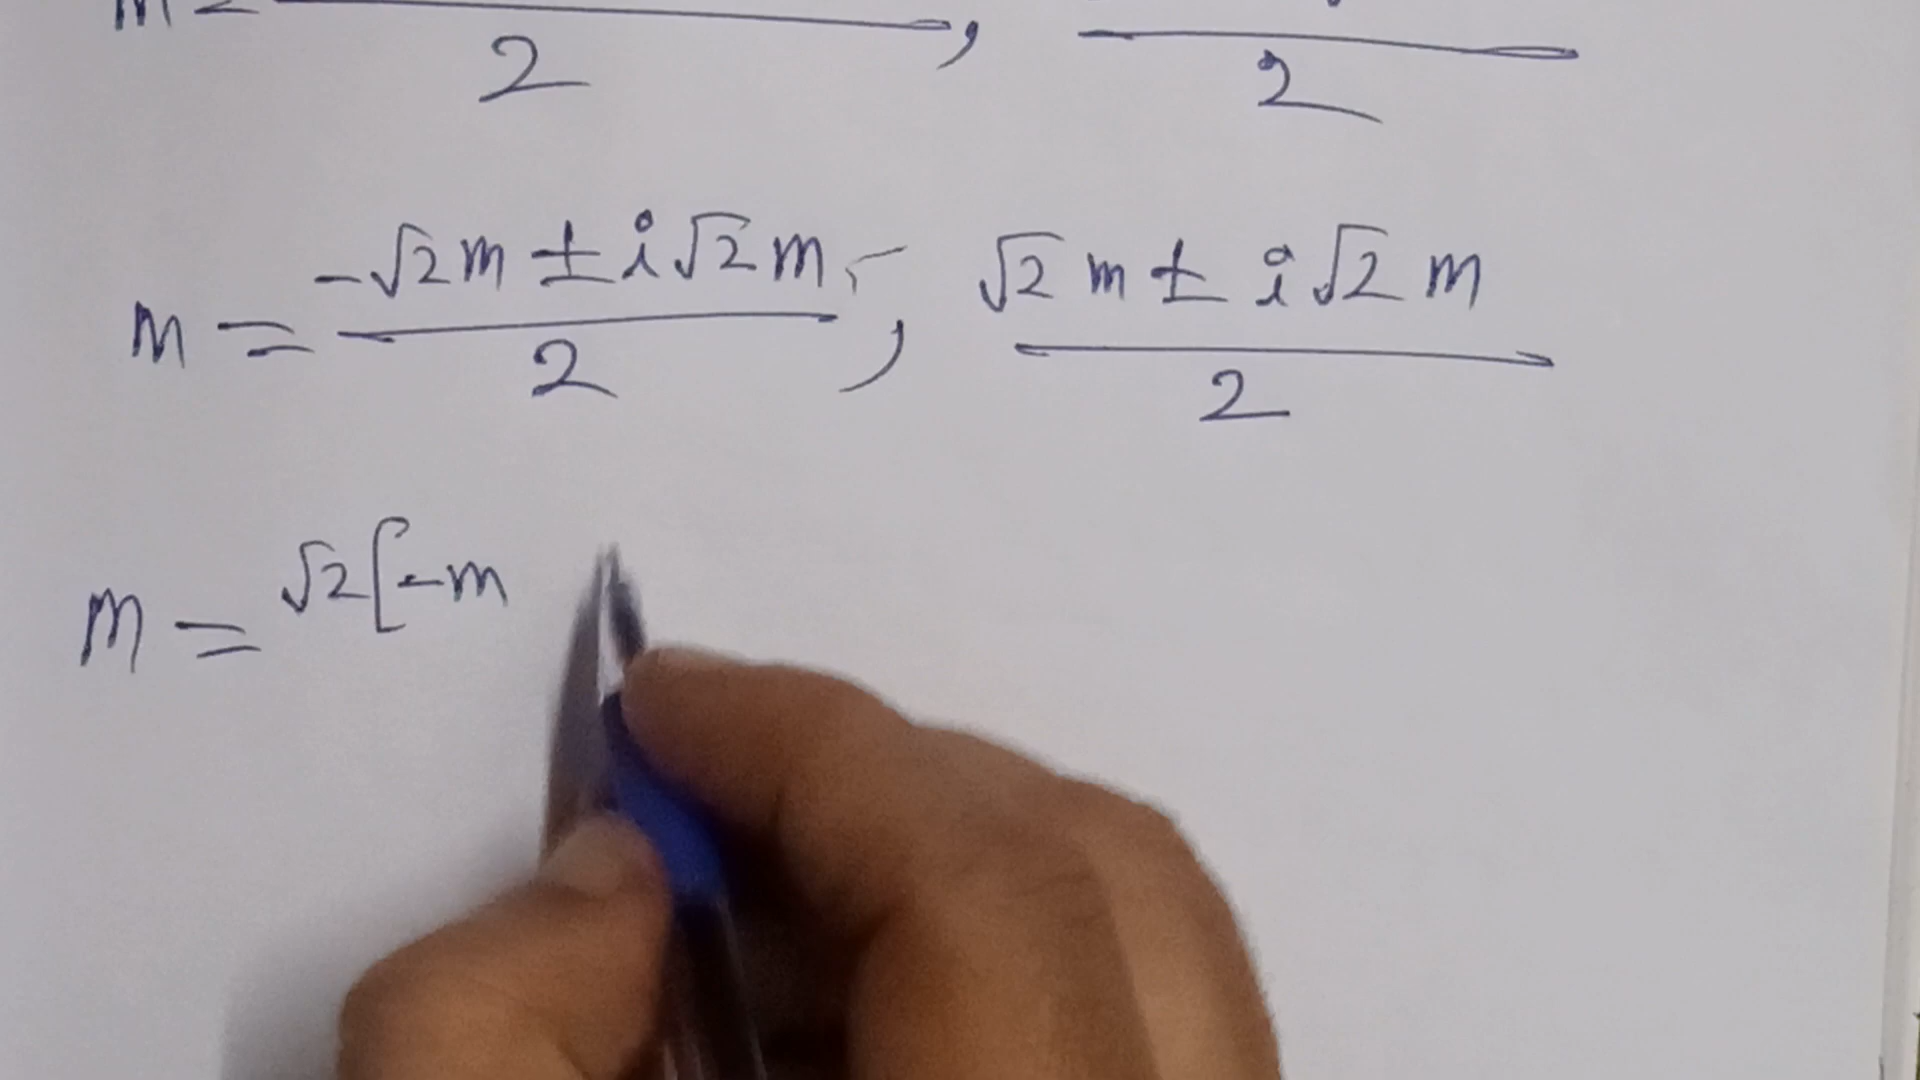 m = 2 , 2
m = -√2 m ± i √2 m / 2 , √2 m ± i √2 m / 2
m = √2 [-m